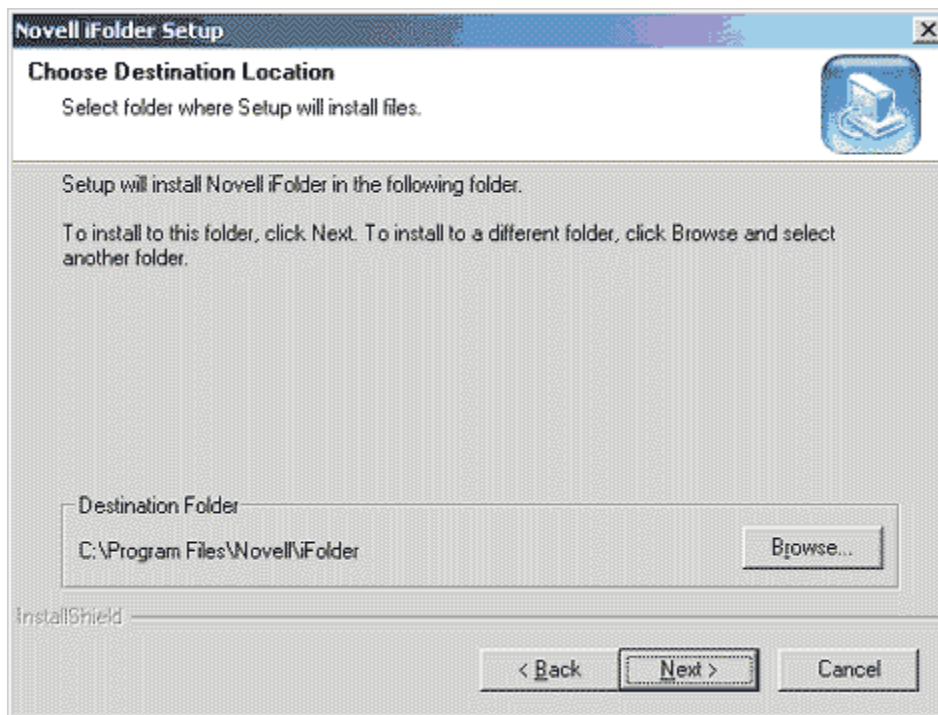 Novell iFolder Setup
Choose Destination Location
Select folder where Setup will install files.
Setup will install Novell iFolder in the following folder.
To install to this folder, click Next. To install to a different folder, click Browse and select
another folder.
Destination Folder
C:\Program Files\Novell\iFolder
Browse...
InstallShield
< Back
Next >
Cancel